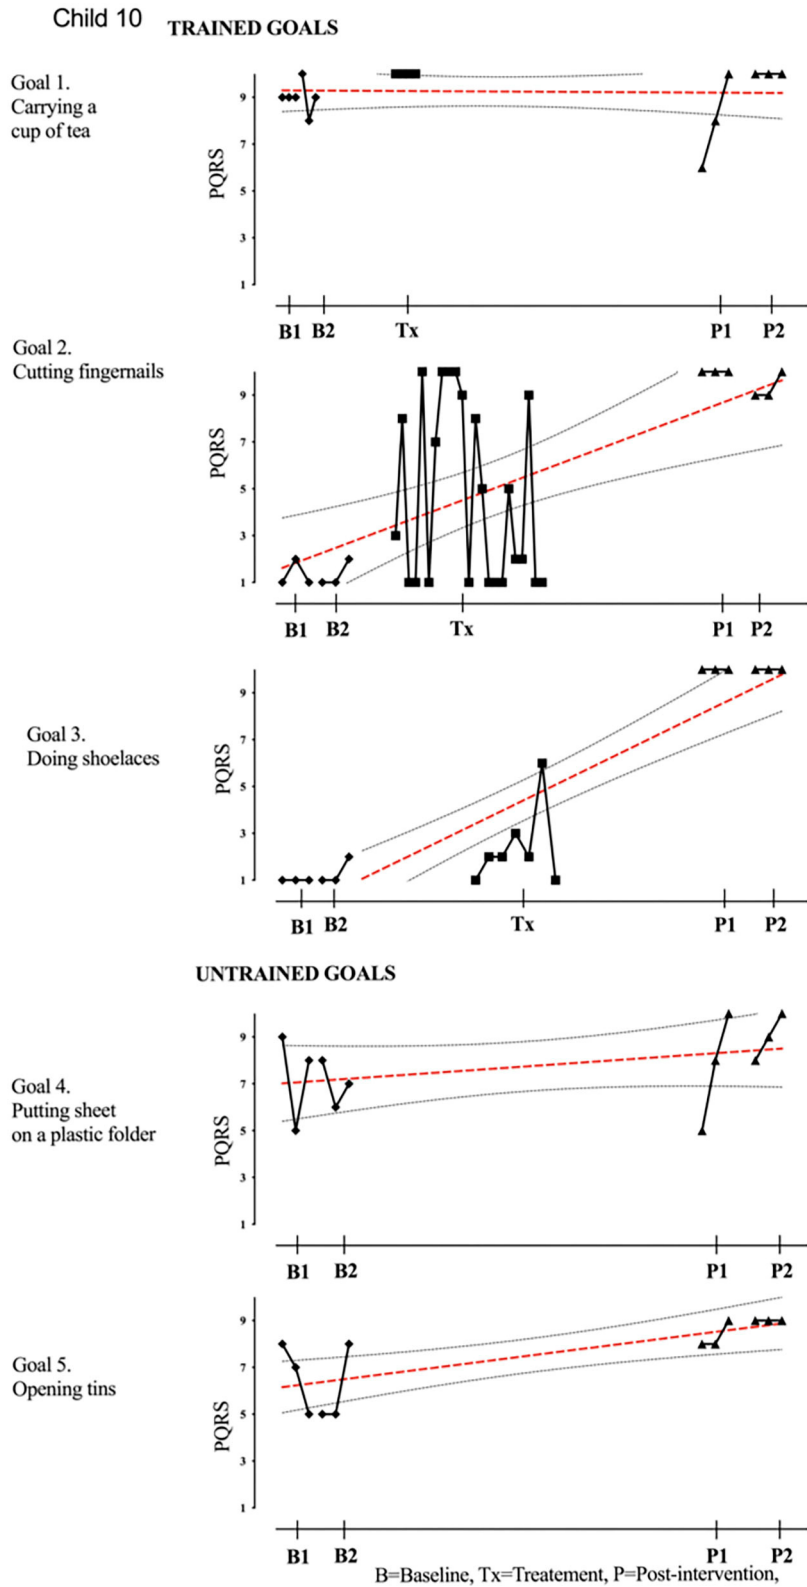 Child 10
TRAINED GOALS
Goal 1.
Carrying a
cup of tea
PQRS
9
7
5
3
1
B1 B2 Tx P1 P2
Goal 2.
Cutting fingernails
PQRS
9
7
5
3
1
B1 B2 Tx P1 P2
Goal 3.
Doing shoelaces
PQRS
9
7
5
3
1
B1 B2 Tx P1 P2
UNTRAINED GOALS
Goal 4.
Putting sheet
on a plastic folder
PQRS
9
7
5
3
1
B1 B2 P1 P2
Goal 5.
Opening tins
PQRS
9
7
5
3
1
B1 B2 P1 P2
B=Baseline, Tx=Treatement, P=Post-intervention,